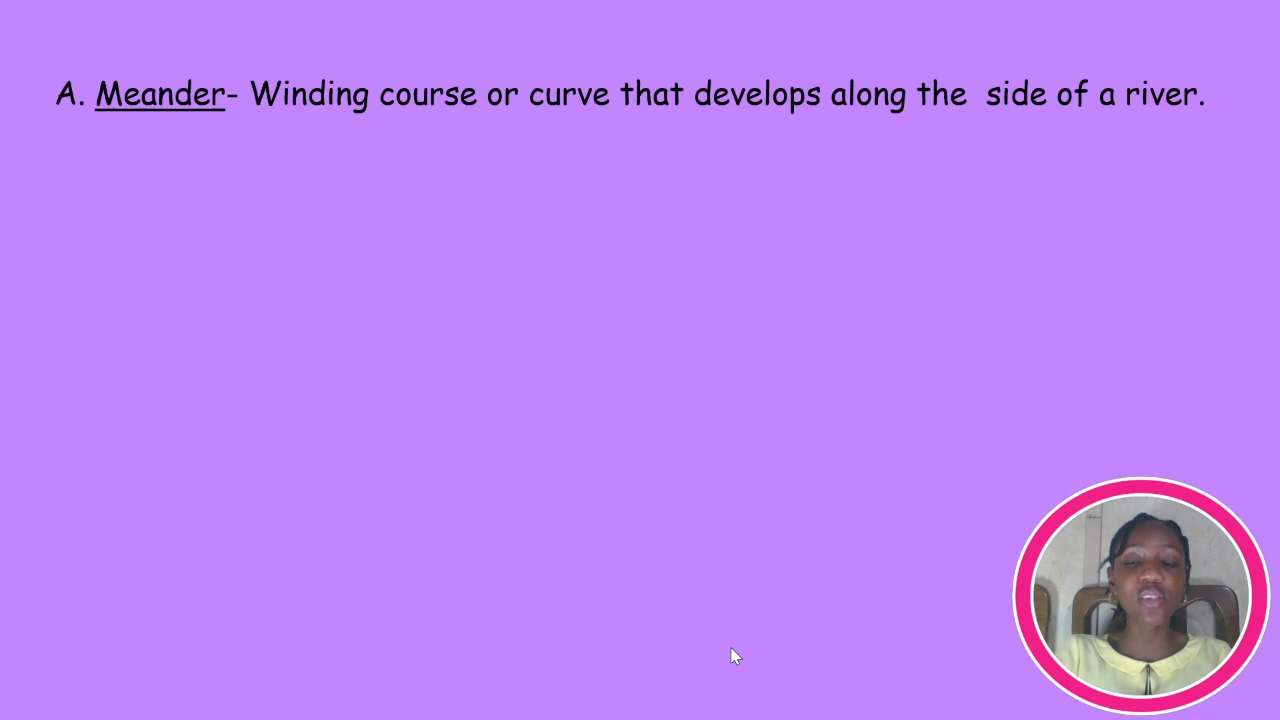 A. Meander- Winding course or curve that develops along the  side of a river.